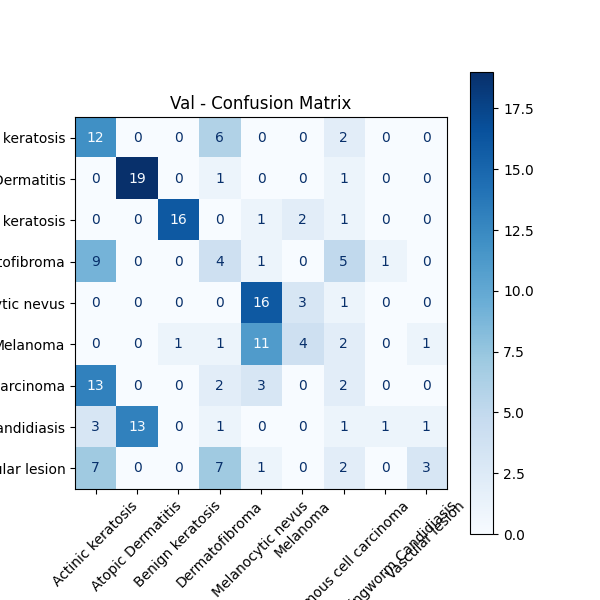 Val - Confusion Matrix
keratosis 12 0 0 6 0 0 2 0 0
Dermatitis 0 19 0 1 0 0 1 0 0
keratosis 0 0 16 0 1 2 1 0 0
tofibroma 9 0 0 4 1 0 5 1 0
ytic nevus 0 0 0 0 16 3 1 0 0
Melanoma 0 0 1 1 11 4 2 0 1
arcinoma 13 0 0 2 3 0 2 0 0
andidiasis 3 13 0 1 0 0 1 1 1
ular lesion 7 0 0 7 1 0 2 0 3
Actinic keratosis
Atopic Dermatitis
Benign keratosis
Dermatofibroma
Melanocytic nevus
Melanoma
mous cell carcinoma
ngworm Candidiasis
Vascular lesion
17.5
15.0
12.5
10.0
7.5
5.0
2.5
0.0